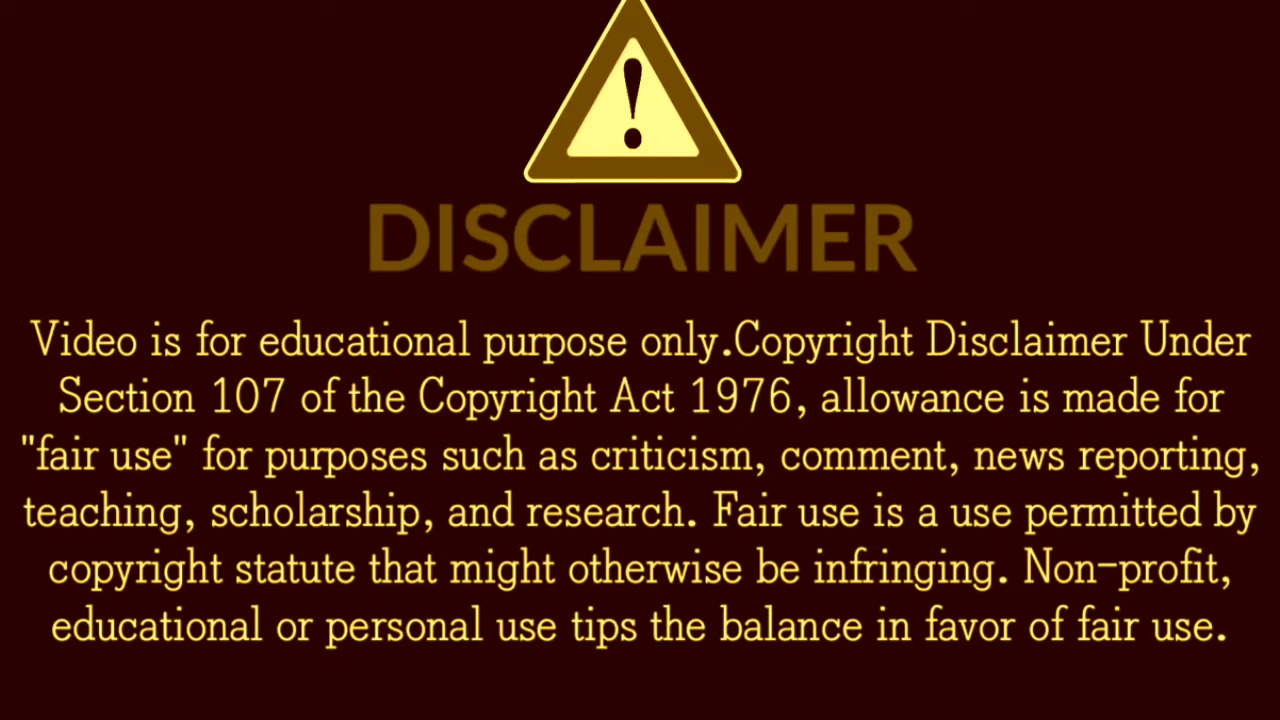 !
DISCLAIMER
Video is for educational purpose only.Copyright Disclaimer Under
Section 107 of the Copyright Act 1976, allowance is made for
"fair use" for purposes such as criticism, comment, news reporting,
teaching, scholarship, and research. Fair use is a use permitted by
copyright statute that might otherwise be infringing. Non-profit,
educational or personal use tips the balance in favor of fair use.